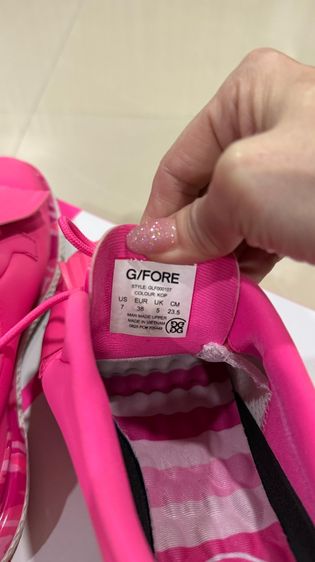 G/FORE
STYLE: GLF000107
COLOUR: KOP
US EUR UK CM
7 38 5 23.5
MAN MADE UPPER
MADE IN VIETNAM